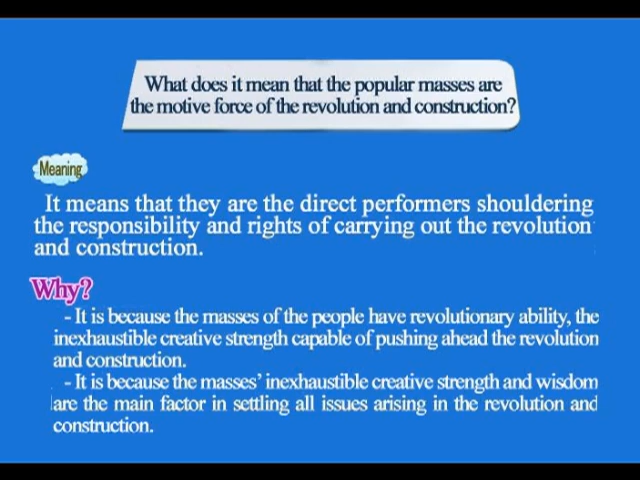 What does it mean that the popular masses are
the motive force of the revolution and construction?
Meaning
It means that they are the direct performers shouldering
the responsibility and rights of carrying out the revolution
and construction.
Why?
- It is because the masses of the people have revolutionary ability, the
inexhaustible creative strength capable of pushing ahead the revolution
and construction.
- It is because the masses' inexhaustible creative strength and wisdom
are the main factor in settling all issues arising in the revolution and
construction.